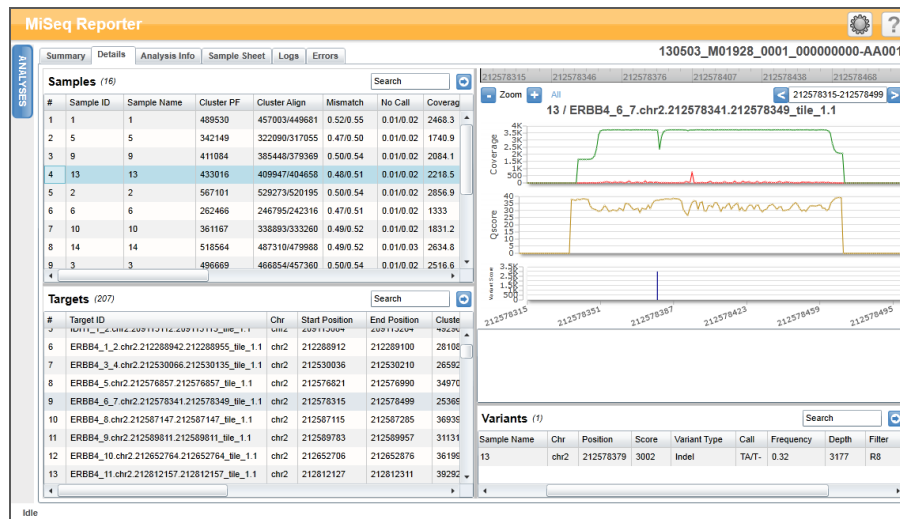 MiSeq Reporter
?
ANALYSES
Summary Details Analysis Info Sample Sheet Logs Errors
130503_M01928_0001_000000000-AA001
Samples (16) Search
# Sample ID Sample Name Cluster PF Cluster Align Mismatch No Call Coverag
1 1 1 489530 457003/449681 0.52/0.55 0.01/0.02 2468.3
2 5 5 342149 322090/317055 0.47/0.50 0.01/0.02 1740.9
3 9 9 411084 385448/379369 0.50/0.54 0.01/0.02 2084.1
4 13 13 433016 409947/404658 0.48/0.51 0.01/0.02 2218.5
5 2 2 567101 529273/520195 0.50/0.54 0.01/0.02 2856.9
6 6 6 262466 246795/242316 0.47/0.51 0.01/0.02 1333
7 10 10 361167 338893/333260 0.49/0.52 0.01/0.02 1831.2
8 14 14 518564 487310/479988 0.49/0.52 0.01/0.03 2634.8
9 3 3 496669 466854/457360 0.50/0.54 0.01/0.02 2516.6
Targets (207) Search
# Target ID Chr Start Position End Position Cluste
6 ERBB4_1_2.chr2.212288942.212288955_tile_1.1 chr2 212288912 212289100 28108
7 ERBB4_3_4.chr2.212530066.212530135_tile_1.1 chr2 212530036 212530210 26592
8 ERBB4_5.chr2.212576857.212576857_tile_1.1 chr2 212576821 212576990 34970
9 ERBB4_6_7.chr2.212578341.212578349_tile_1.1 chr2 212578315 212578499 25369
10 ERBB4_8.chr2.212587147.212587147_tile_1.1 chr2 212587115 212587285 36939
11 ERBB4_9.chr2.212589811.212589811_tile_1.1 chr2 212589783 212589957 31131
12 ERBB4_10.chr2.212652764.212652764_tile_1.1 chr2 212652706 212652876 36199
13 ERBB4_11.chr2.212812157.212812157_tile_1.1 chr2 212812127 212812311 39292
212578315 212578346 212578376 212578407 212578438 212578468
- Zoom + All < 212578315-212578499 >
13 / ERBB4_6_7.chr2.212578341.212578349_tile_1.1
Coverage
4K
3.5K
3K
2.5K
2K
1.5K
1K
500
0
Qscore
40
35
30
25
20
15
10
5
0
Variant Score
3.5K
2.5K
1.5K
500
0
212578315 212578351 212578387 212578423 212578459 212578495
Variants (1) Search
Sample Name Chr Position Score Variant Type Call Frequency Depth Filter
13 chr2 212578379 3002 Indel TA/T- 0.32 3177 R8
Idle